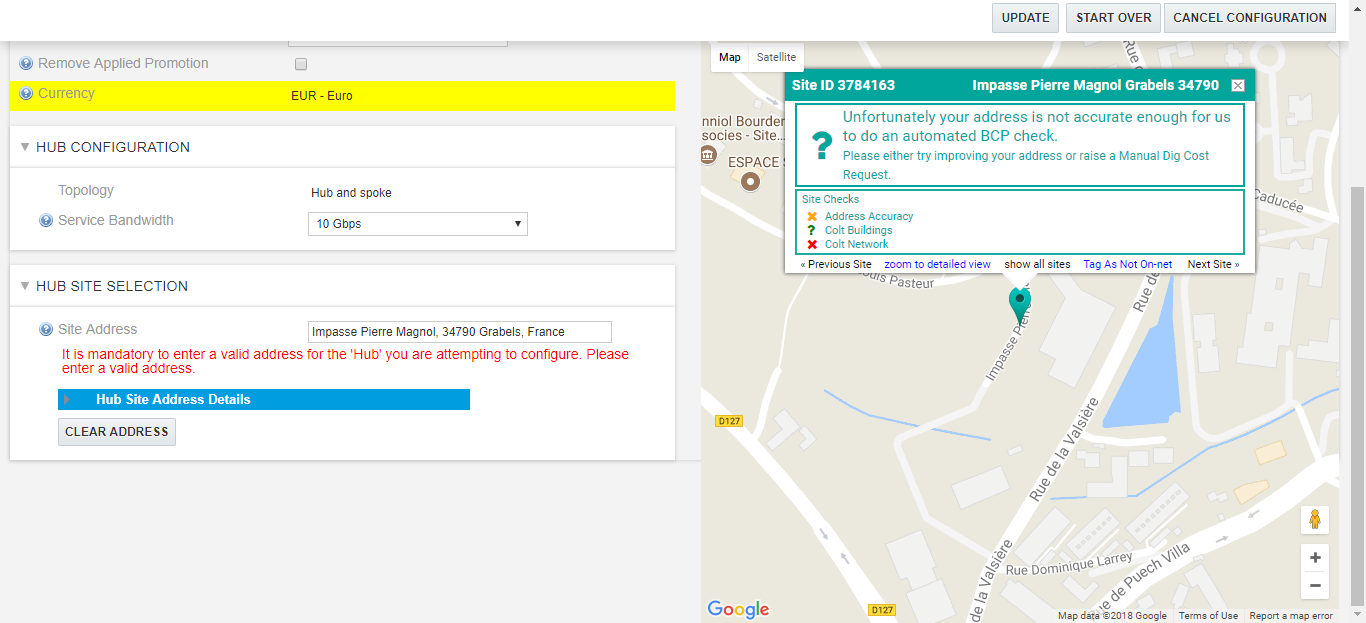 UPDATE
START OVER
CANCEL CONFIGURATION
Remove Applied Promotion
Currency
EUR - Euro
HUB CONFIGURATION
Topology
Hub and spoke
Service Bandwidth
10 Gbps
HUB SITE SELECTION
Site Address
Impasse Pierre Magnol, 34790 Grabels, France
It is mandatory to enter a valid address for the 'Hub' you are attempting to configure. Please
enter a valid address.
Hub Site Address Details
CLEAR ADDRESS
Map
Satellite
Site ID 3784163
Impasse Pierre Magnol Grabels 34790
Unfortunately your address is not accurate enough for us
to do an automated BCP check.
Please either try improving your address or raise a Manual Dig Cost
Request.
Site Checks
Address Accuracy
? Colt Buildings
Colt Network
« Previous Site
zoom to detailed view
show all sites
Tag As Not On-net
Next Site »
nniol Bourder
socies - Site...
ESPACE S
Caducée
ouis Pasteur
Rue de
Impasse Pierre
D127
Rue de la Valsière
Rue Dominique Larrey
Rue de Puech Villa
de la Valsière
D127
Google
Map data ©2018 Google
Terms of Use
Report a map error